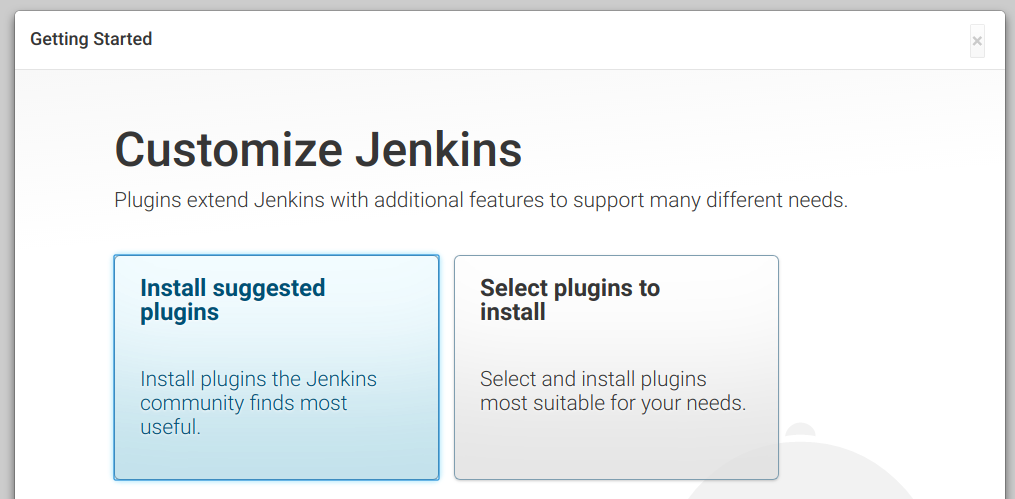 Getting Started
×
Customize Jenkins
Plugins extend Jenkins with additional features to support many different needs.
Install suggested
plugins
Install plugins the Jenkins
community finds most
useful.
Select plugins to
install
Select and install plugins
most suitable for your needs.